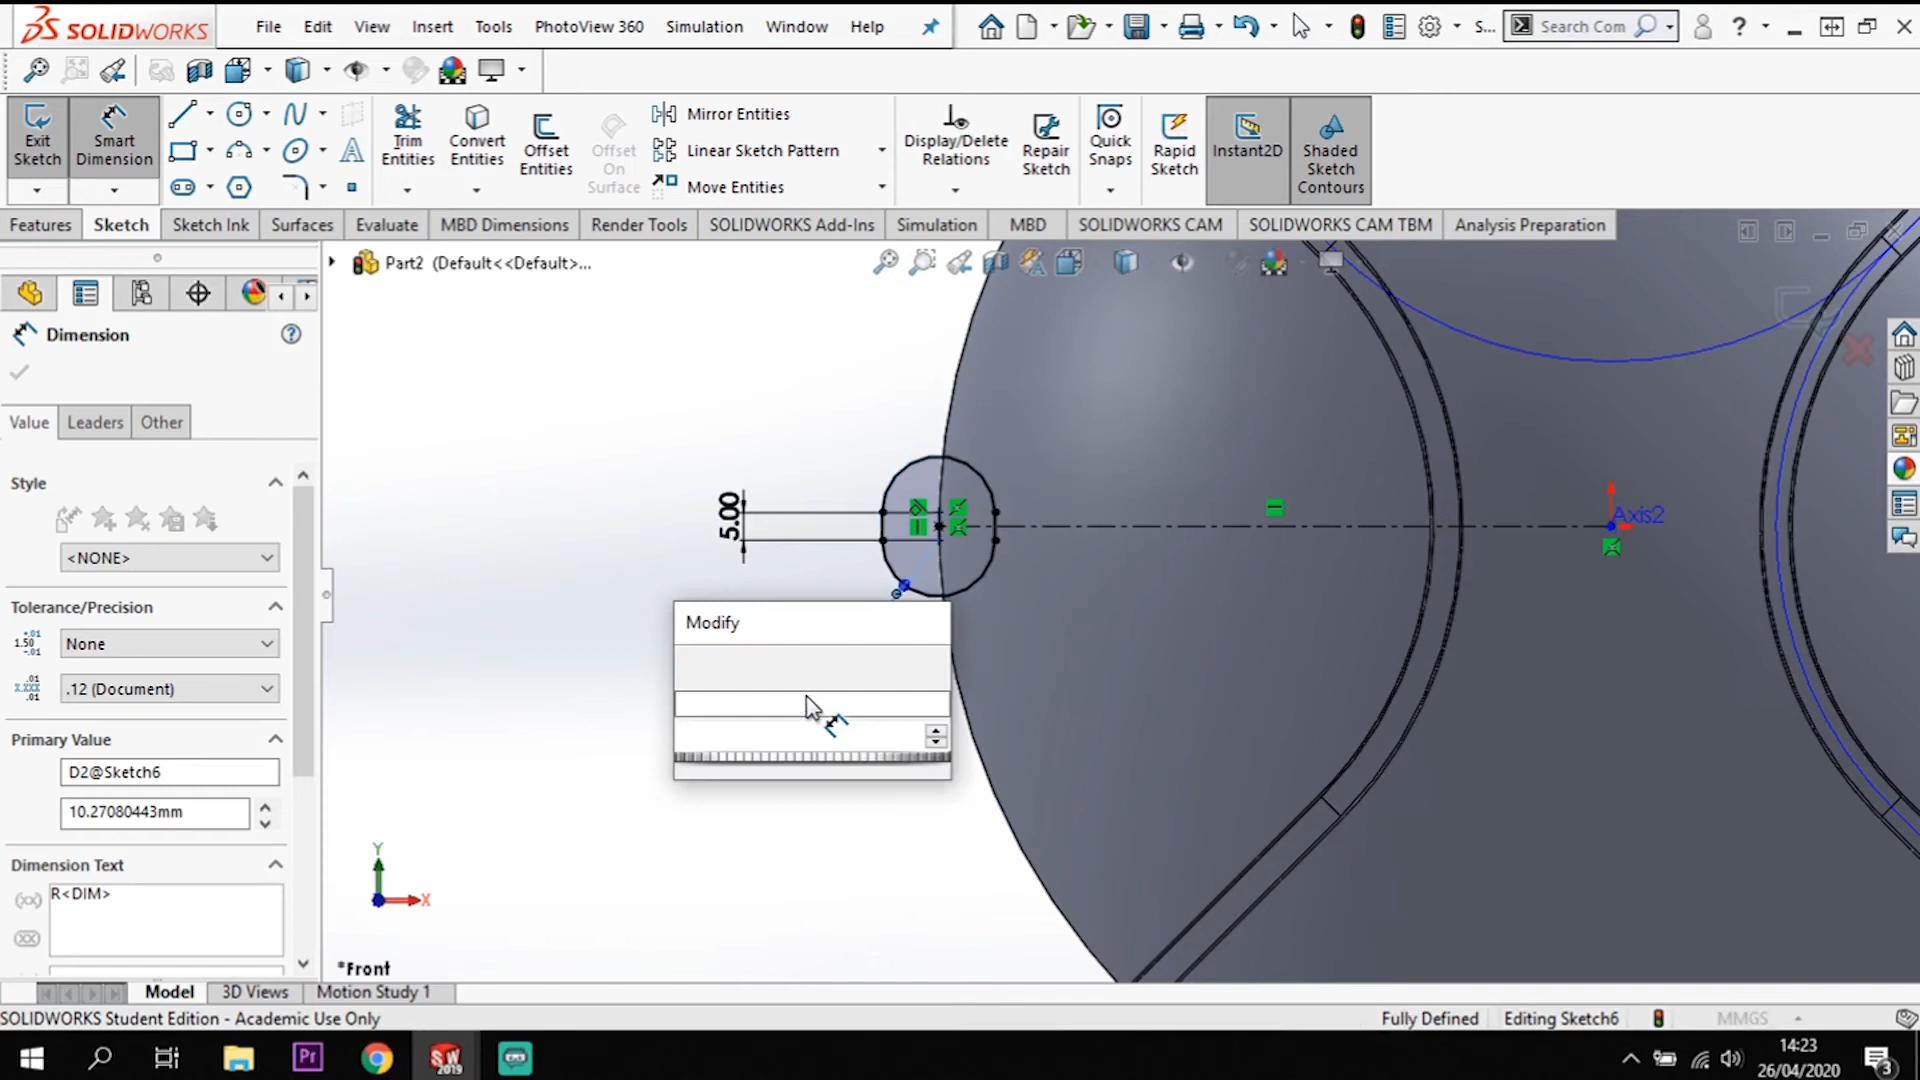 SOLIDWORKS File Edit View Insert Tools PhotoView 360 Simulation Window Help S... Search Com ?
Exit Sketch
Smart Dimension
Trim Entities
Convert Entities
Offset Entities
Offset On Surface
Mirror Entities
Linear Sketch Pattern
Move Entities
Display/Delete Relations
Repair Sketch
Quick Snaps
Rapid Sketch
Instant2D
Shaded Sketch Contours
Features Sketch Sketch Ink Surfaces Evaluate MBD Dimensions Render Tools SOLIDWORKS Add-Ins Simulation MBD SOLIDWORKS CAM SOLIDWORKS CAM TBM Analysis Preparation
Part2 (Default<<Default>...
Dimension
Value Leaders Other
Style
<NONE>
Tolerance/Precision
None
.12 (Document)
Primary Value
D2@Sketch6
10.27080443mm
Dimension Text
R<DIM>
5.00
Axis2
Modify
Y
X
*Front
Model 3D Views Motion Study 1
SOLIDWORKS Student Edition - Academic Use Only Fully Defined Editing Sketch6 MMGS
Pr
SW 2019
14:23
26/04/2020
3